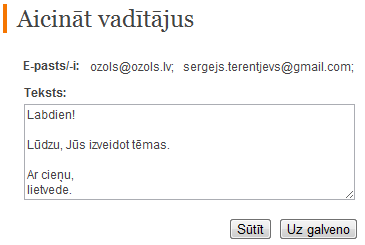 Aicināt vadītājus
E-pasts/-i: ozols@ozols.lv; sergejs.terentjevs@gmail.com;
Teksts:
Labdien!
Lūdzu, Jūs izveidot tēmas.
Ar cieņu,
lietvede.
Sūtīt Uz galveno